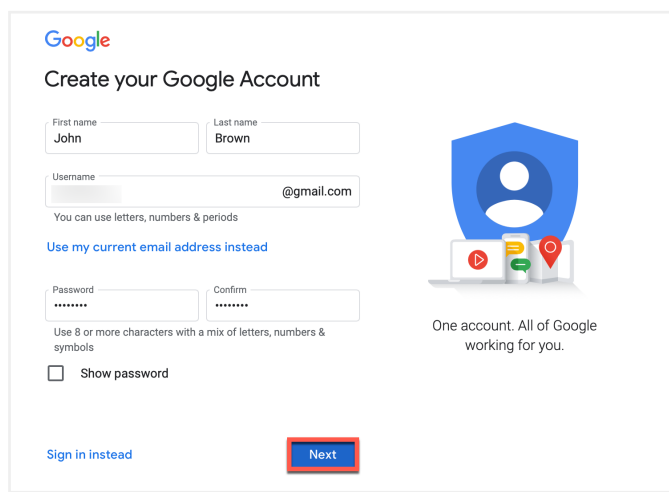 Google
Create your Google Account
First name
John
Last name
Brown
Username
@gmail.com
You can use letters, numbers & periods
Use my current email address instead
Password
••••••••
Confirm
••••••••
Use 8 or more characters with a mix of letters, numbers &
symbols
Show password
Sign in instead
Next
One account. All of Google
working for you.